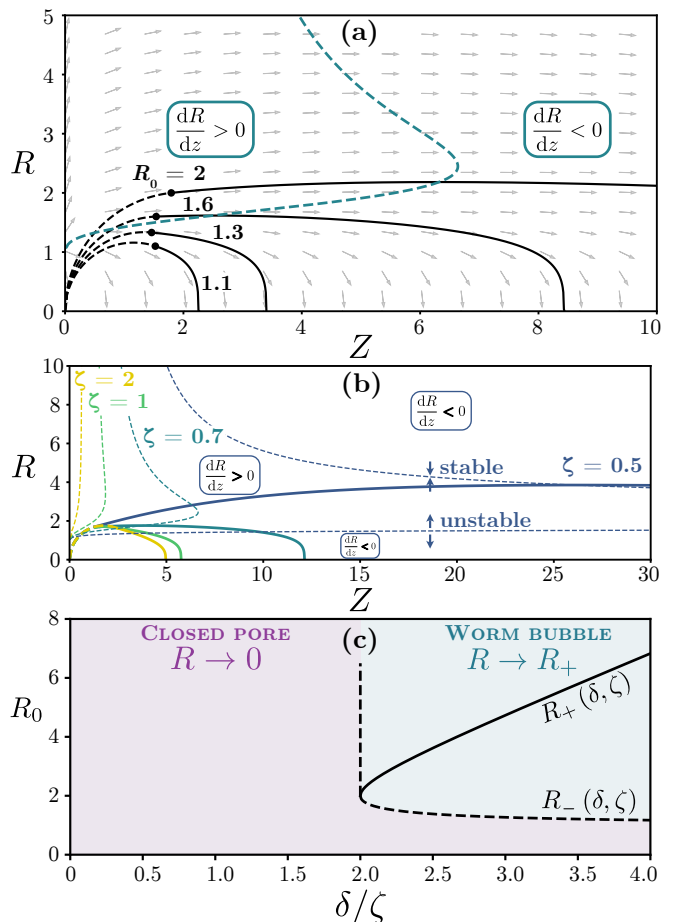 (a)
5
4
3
2
1
0
R
dR/dz > 0
dR/dz < 0
R₀ = 2
1.6
1.3
1.1
0 2 4 6 8 10
Z
(b)
10
8
6
4
2
0
R
ζ = 2
ζ = 1
ζ = 0.7
dR/dz > 0
dR/dz < 0
stable
ζ = 0.5
unstable
dR/dz < 0
0 5 10 15 20 25 30
Z
(c)
8
6
4
2
0
R₀
CLOSED PORE
R → 0
WORM BUBBLE
R → R₊
R₊(δ,ζ)
R₋(δ,ζ)
0.0 0.5 1.0 1.5 2.0 2.5 3.0 3.5 4.0
δ/ζ